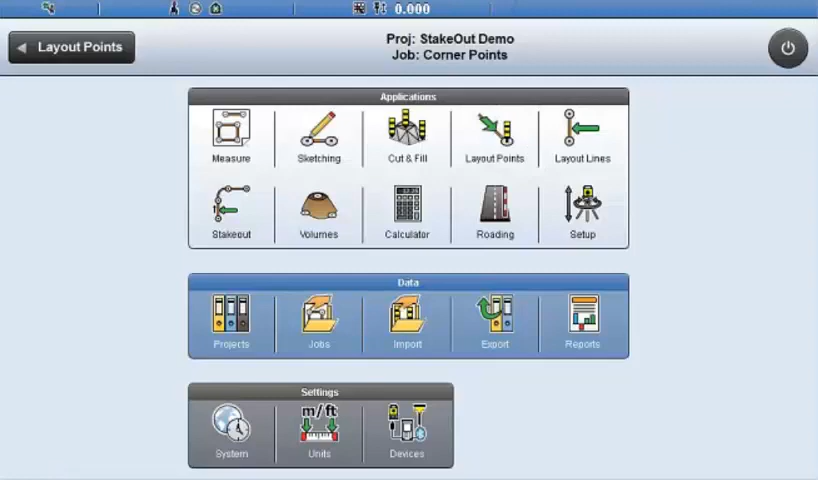 0.000
Layout Points
Proj: StakeOut Demo
Job: Corner Points
Applications
Measure
Sketching
Cut & Fill
Layout Points
Layout Lines
Stakeout
Volumes
Calculator
Roading
Setup
Data
Projects
Jobs
Import
Export
Reports
Settings
m/ft
System
Units
Devices